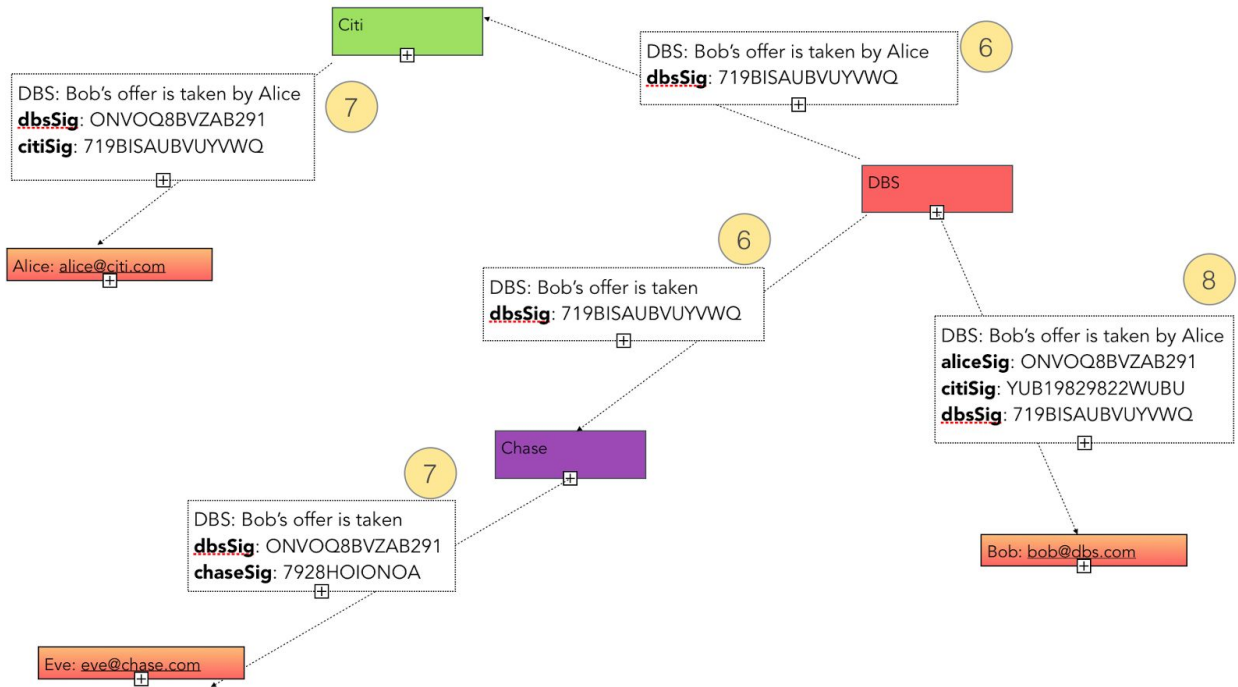 Citi
DBS: Bob's offer is taken by Alice
dbsSig: 719BISAUBVUYVWQ
6
DBS: Bob's offer is taken by Alice
dbsSig: ONVOQ8BVZAB291
citiSig: 719BISAUBVUYVWQ
7
DBS
Alice: alice@citi.com
6
DBS: Bob's offer is taken
dbsSig: 719BISAUBVUYVWQ
8
DBS: Bob's offer is taken by Alice
aliceSig: ONVOQ8BVZAB291
citiSig: YUB19829822WUBU
dbsSig: 719BISAUBVUYVWQ
Chase
7
DBS: Bob's offer is taken
dbsSig: ONVOQ8BVZAB291
chaseSig: 7928HOIONOA
Bob: bob@dbs.com
Eve: eve@chase.com